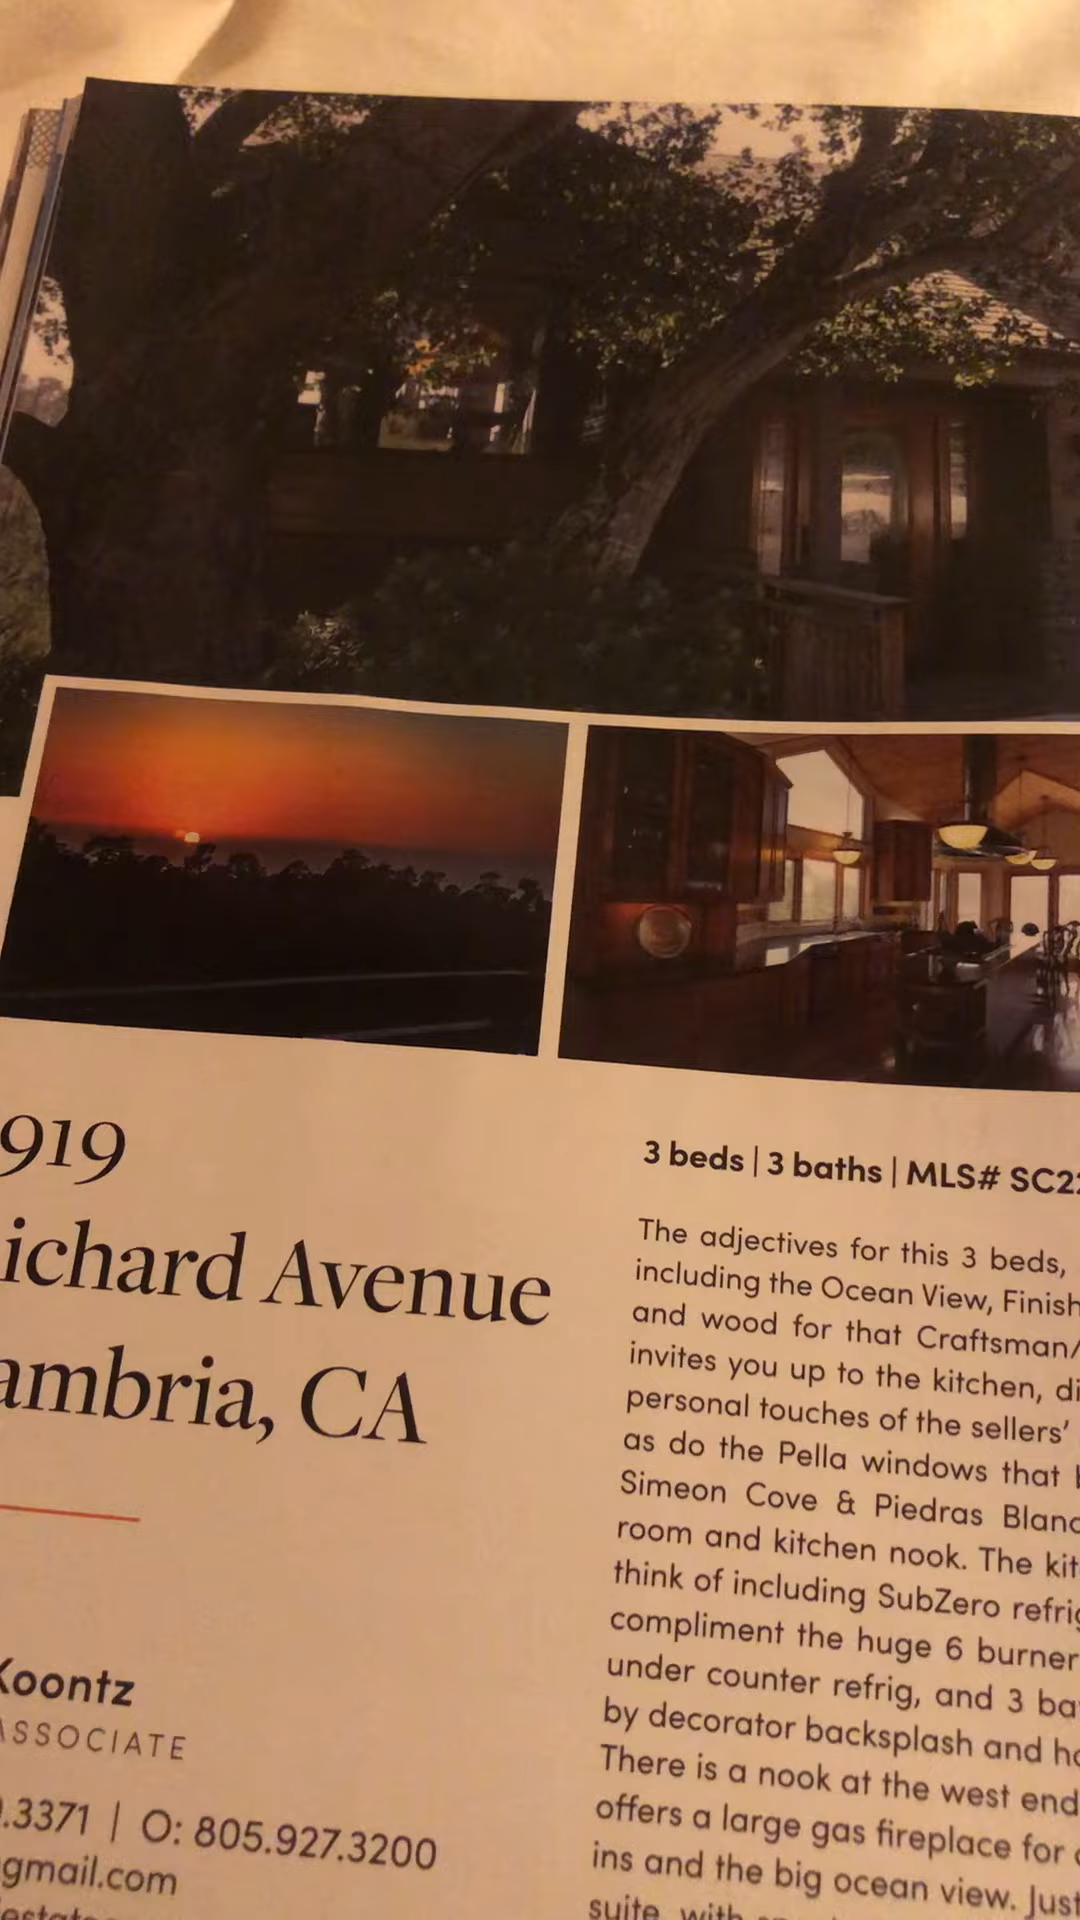 919
ichard Avenue
ambria, CA
Koontz
ASSOCIATE
.3371 | O: 805.927.3200
gmail.com
3 beds | 3 baths | MLS# SC22
The adjectives for this 3 beds,
including the Ocean View, Finish
and wood for that Craftsman/
invites you up to the kitchen, di
personal touches of the sellers'
as do the Pella windows that
Simeon Cove & Piedras Blanc
room and kitchen nook. The kit
think of including SubZero refrig
compliment the huge 6 burner
under counter refrig, and 3 ba
by decorator backsplash and ho
There is a nook at the west end
offers a large gas fireplace for
ins and the big ocean view. Just
suite, with